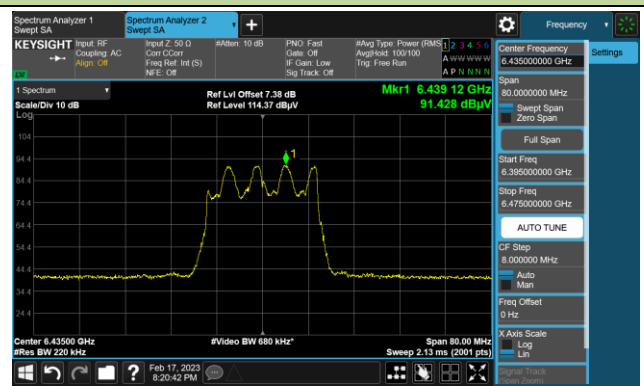 Spectrum Analyzer 1
Swept SA
Spectrum Analyzer 2
Swept SA
Frequency
KEYSIGHT
Input: RF
Coupling: AC
Align: Off
Input Z: 50 Ω
Corr CCorr
Freq Ref: Int (S)
NFE: Off
#Atten: 10 dB
PNO: Fast
Gate: Off
IF Gain: Low
Sig Track: Off
#Avg Type: Power (RMS
Avg|Hold: 100/100
Trig: Free Run
1 2 3 4 5 6
A W W W W W
A P N N N N
1 Spectrum
Scale/Div 10 dB
Ref Lvl Offset 7.38 dB
Ref Level 114.37 dBµV
Mkr1 6.439 12 GHz
91.428 dBµV
Log
104
94.4
84.4
74.4
64.4
54.4
44.4
34.4
24.4
1
Center 6.43500 GHz
#Res BW 220 kHz
#Video BW 680 kHz*
Span 80.00 MHz
Sweep 2.13 ms (2001 pts)
Feb 17, 2023
8:20:42 PM
Center Frequency
6.435000000 GHz
Settings
Span
80.0000000 MHz
Swept Span
Zero Span
Full Span
Start Freq
6.395000000 GHz
Stop Freq
6.475000000 GHz
AUTO TUNE
CF Step
8.000000 MHz
Auto
Man
Freq Offset
0 Hz
X Axis Scale
Log
Lin
Signal Track
(Span Zoom)